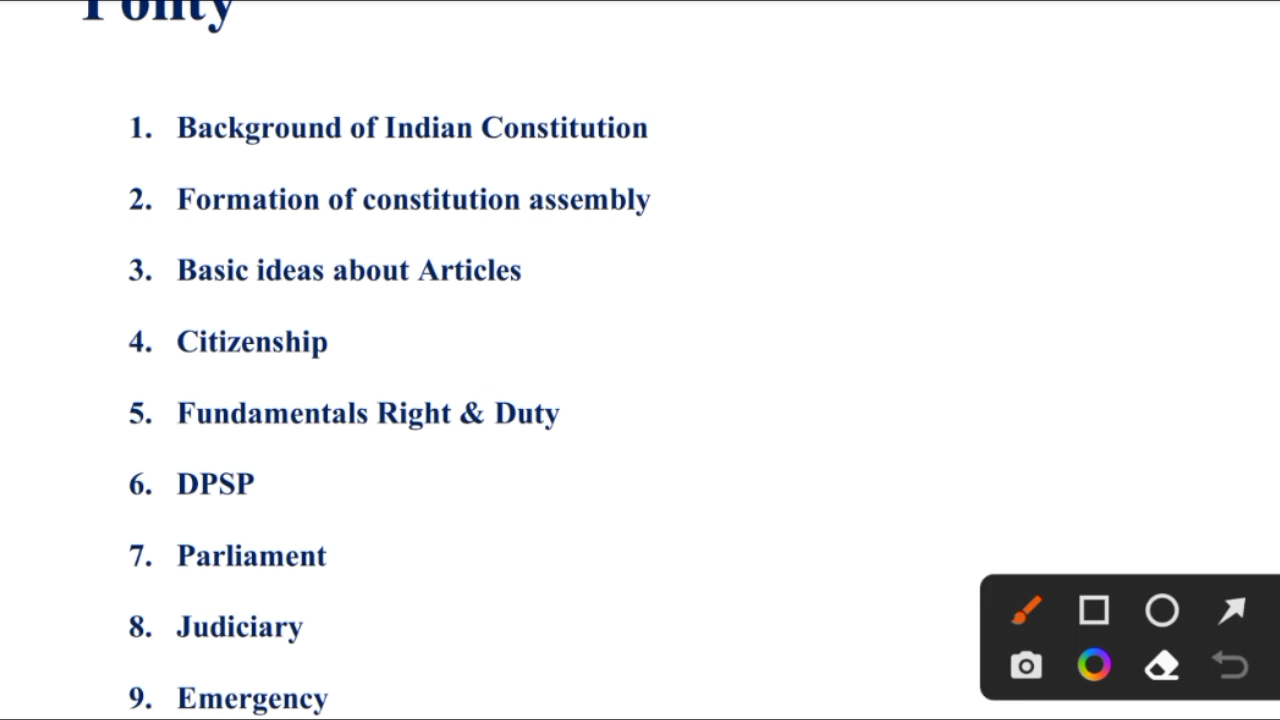 Polity
1. Background of Indian Constitution
2. Formation of constitution assembly
3. Basic ideas about Articles
4. Citizenship
5. Fundamentals Right & Duty
6. DPSP
7. Parliament
8. Judiciary
9. Emergency